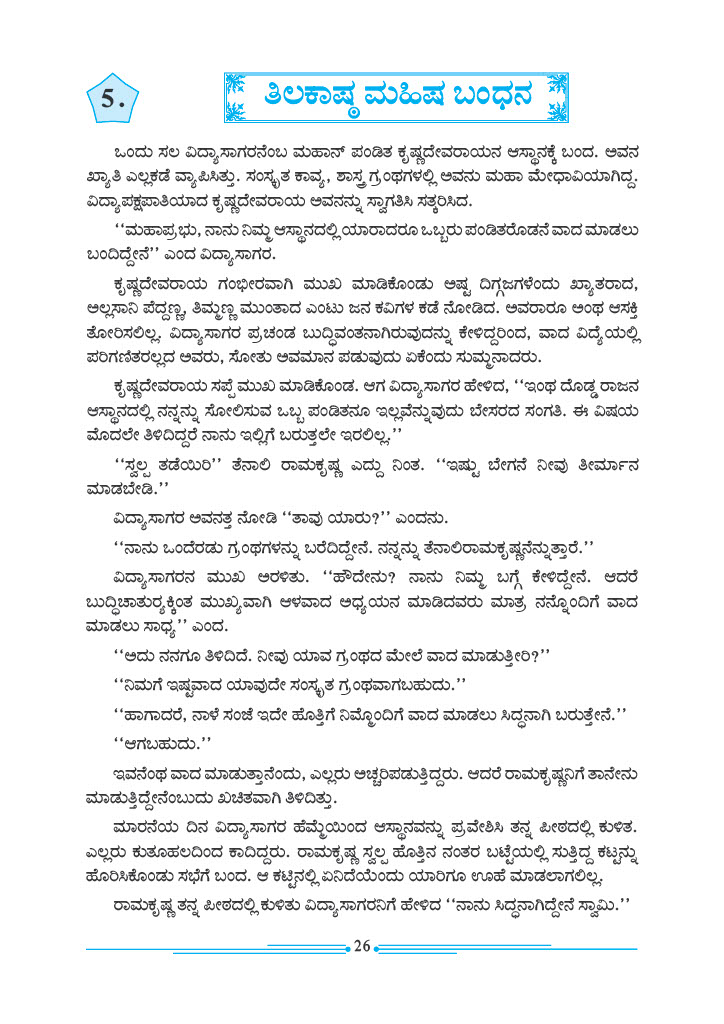 5.
ತಿಲಕಾಷ್ಠ ಮಹಿಷ ಬಂಧನ
ಒಂದು ಸಲ ವಿದ್ಯಾಸಾಗರನೆಂಬ ಮಹಾನ್ ಪಂಡಿತ ಕೃಷ್ಣದೇವರಾಯನ ಆಸ್ಥಾನಕ್ಕೆ ಬಂದ. ಅವನ
ಖ್ಯಾತಿ ಎಲ್ಲಕಡೆ ವ್ಯಾಪಿಸಿತ್ತು. ಸಂಸ್ಕೃತ ಕಾವ್ಯ, ಶಾಸ್ತ್ರ ಗ್ರಂಥಗಳಲ್ಲಿ ಅವನು ಮಹಾ ಮೇಧಾವಿಯಾಗಿದ್ದ.
ವಿದ್ಯಾಪಕ್ಷಪಾತಿಯಾದ ಕೃಷ್ಣದೇವರಾಯ ಅವನನ್ನು ಸ್ವಾಗತಿಸಿ ಸತ್ಕರಿಸಿದ.
‘‘ಮಹಾಪ್ರಭು, ನಾನು ನಿಮ್ಮ ಆಸ್ಥಾನದಲ್ಲಿ ಯಾರಾದರೂ ಒಬ್ಬರು ಪಂಡಿತರೊಡನೆ ವಾದ ಮಾಡಲು
ಬಂದಿದ್ದೇನೆ’’ ಎಂದ ವಿದ್ಯಾಸಾಗರ.
ಕೃಷ್ಣದೇವರಾಯ ಗಂಭೀರವಾಗಿ ಮುಖ ಮಾಡಿಕೊಂಡು ಅಷ್ಟ ದಿಗ್ಗಜಗಳೆಂದು ಖ್ಯಾತರಾದ,
ಅಲ್ಲಸಾನಿ ಪೆದ್ದಣ್ಣ, ತಿಮ್ಮಣ್ಣ ಮುಂತಾದ ಎಂಟು ಜನ ಕವಿಗಳ ಕಡೆ ನೋಡಿದ. ಅವರಾರೂ ಅಂಥ ಆಸಕ್ತಿ
ತೋರಿಸಲಿಲ್ಲ. ವಿದ್ಯಾಸಾಗರ ಪ್ರಚಂಡ ಬುದ್ಧಿವಂತನಾಗಿರುವುದನ್ನು ಕೇಳಿದ್ದರಿಂದ, ವಾದ ವಿದ್ಯೆಯಲ್ಲಿ
ಪರಿಗಣಿತರಲ್ಲದ ಅವರು, ಸೋತು ಅವಮಾನ ಪಡುವುದು ಏಕೆಂದು ಸುಮ್ಮನಾದರು.
ಕೃಷ್ಣದೇವರಾಯ ಸಪ್ಪೆ ಮುಖ ಮಾಡಿಕೊಂಡ. ಆಗ ವಿದ್ಯಾಸಾಗರ ಹೇಳಿದ, ‘‘ಇಂಥ ದೊಡ್ಡ ರಾಜನ
ಆಸ್ಥಾನದಲ್ಲಿ ನನ್ನನ್ನು ಸೋಲಿಸುವ ಒಬ್ಬ ಪಂಡಿತನೂ ಇಲ್ಲವೆನ್ನುವುದು ಬೇಸರದ ಸಂಗತಿ. ಈ ವಿಷಯ
ಮೊದಲೇ ತಿಳಿದಿದ್ದರೆ ನಾನು ಇಲ್ಲಿಗೆ ಬರುತ್ತಲೇ ಇರಲಿಲ್ಲ.’’
‘‘ಸ್ವಲ್ಪ ತಡೆಯಿರಿ’’ ತೆನಾಲಿ ರಾಮಕೃಷ್ಣ ಎದ್ದು ನಿಂತ. ‘‘ಇಷ್ಟು ಬೇಗನೆ ನೀವು ತೀರ್ಮಾನ
ಮಾಡಬೇಡಿ.’’
ವಿದ್ಯಾಸಾಗರ ಅವನತ್ತ ನೋಡಿ ‘‘ತಾವು ಯಾರು?’’ ಎಂದನು.
‘‘ನಾನು ಒಂದೆರಡು ಗ್ರಂಥಗಳನ್ನು ಬರೆದಿದ್ದೇನೆ. ನನ್ನನ್ನು ತೆನಾಲಿರಾಮಕೃಷ್ಣನೆನ್ನುತ್ತಾರೆ.’’
ವಿದ್ಯಾಸಾಗರನ ಮುಖ ಅರಳಿತು. ‘‘ಹೌದೇನು? ನಾನು ನಿಮ್ಮ ಬಗ್ಗೆ ಕೇಳಿದ್ದೇನೆ. ಆದರೆ
ಬುದ್ಧಿಚಾತುರ‍್ಯಕ್ಕಿಂತ ಮುಖ್ಯವಾಗಿ ಆಳವಾದ ಅಧ್ಯಯನ ಮಾಡಿದವರು ಮಾತ್ರ ನನ್ನೊಂದಿಗೆ ವಾದ
ಮಾಡಲು ಸಾಧ್ಯ’’ ಎಂದ.
‘‘ಅದು ನನಗೂ ತಿಳಿದಿದೆ. ನೀವು ಯಾವ ಗ್ರಂಥದ ಮೇಲೆ ವಾದ ಮಾಡುತ್ತೀರಿ?’’
‘‘ನಿಮಗೆ ಇಷ್ಟವಾದ ಯಾವುದೇ ಸಂಸ್ಕೃತ ಗ್ರಂಥವಾಗಬಹುದು.’’
‘‘ಹಾಗಾದರೆ, ನಾಳೆ ಸಂಜೆ ಇದೇ ಹೊತ್ತಿಗೆ ನಿಮ್ಮೊಂದಿಗೆ ವಾದ ಮಾಡಲು ಸಿದ್ಧನಾಗಿ ಬರುತ್ತೇನೆ.’’
‘‘ಆಗಬಹುದು.’’
ಇವನೆಂಥ ವಾದ ಮಾಡುತ್ತಾನೆಂದು, ಎಲ್ಲರು ಅಚ್ಚರಿಪಡುತ್ತಿದ್ದರು. ಆದರೆ ರಾಮಕೃಷ್ಣನಿಗೆ ತಾನೇನು
ಮಾಡುತ್ತಿದ್ದೇನೆಂಬುದು ಖಚಿತವಾಗಿ ತಿಳಿದಿತ್ತು.
ಮಾರನೆಯ ದಿನ ವಿದ್ಯಾಸಾಗರ ಹೆಮ್ಮೆಯಿಂದ ಆಸ್ಥಾನವನ್ನು ಪ್ರವೇಶಿಸಿ ತನ್ನ ಪೀಠದಲ್ಲಿ ಕುಳಿತ.
ಎಲ್ಲರು ಕುತೂಹಲದಿಂದ ಕಾದಿದ್ದರು. ರಾಮಕೃಷ್ಣ ಸ್ವಲ್ಪ ಹೊತ್ತಿನ ನಂತರ ಬಟ್ಟೆಯಲ್ಲಿ ಸುತ್ತಿದ್ದ ಕಟ್ಟನ್ನು
ಹೊರಿಸಿಕೊಂಡು ಸಭೆಗೆ ಬಂದ. ಆ ಕಟ್ಟಿನಲ್ಲಿ ಏನಿದೆಯೆಂದು ಯಾರಿಗೂ ಊಹೆ ಮಾಡಲಾಗಲಿಲ್ಲ.
ರಾಮಕೃಷ್ಣ ತನ್ನ ಪೀಠದಲ್ಲಿ ಕುಳಿತು ವಿದ್ಯಾಸಾಗರನಿಗೆ ಹೇಳಿದ ‘‘ನಾನು ಸಿದ್ಧನಾಗಿದ್ದೇನೆ ಸ್ವಾಮಿ.’’
26